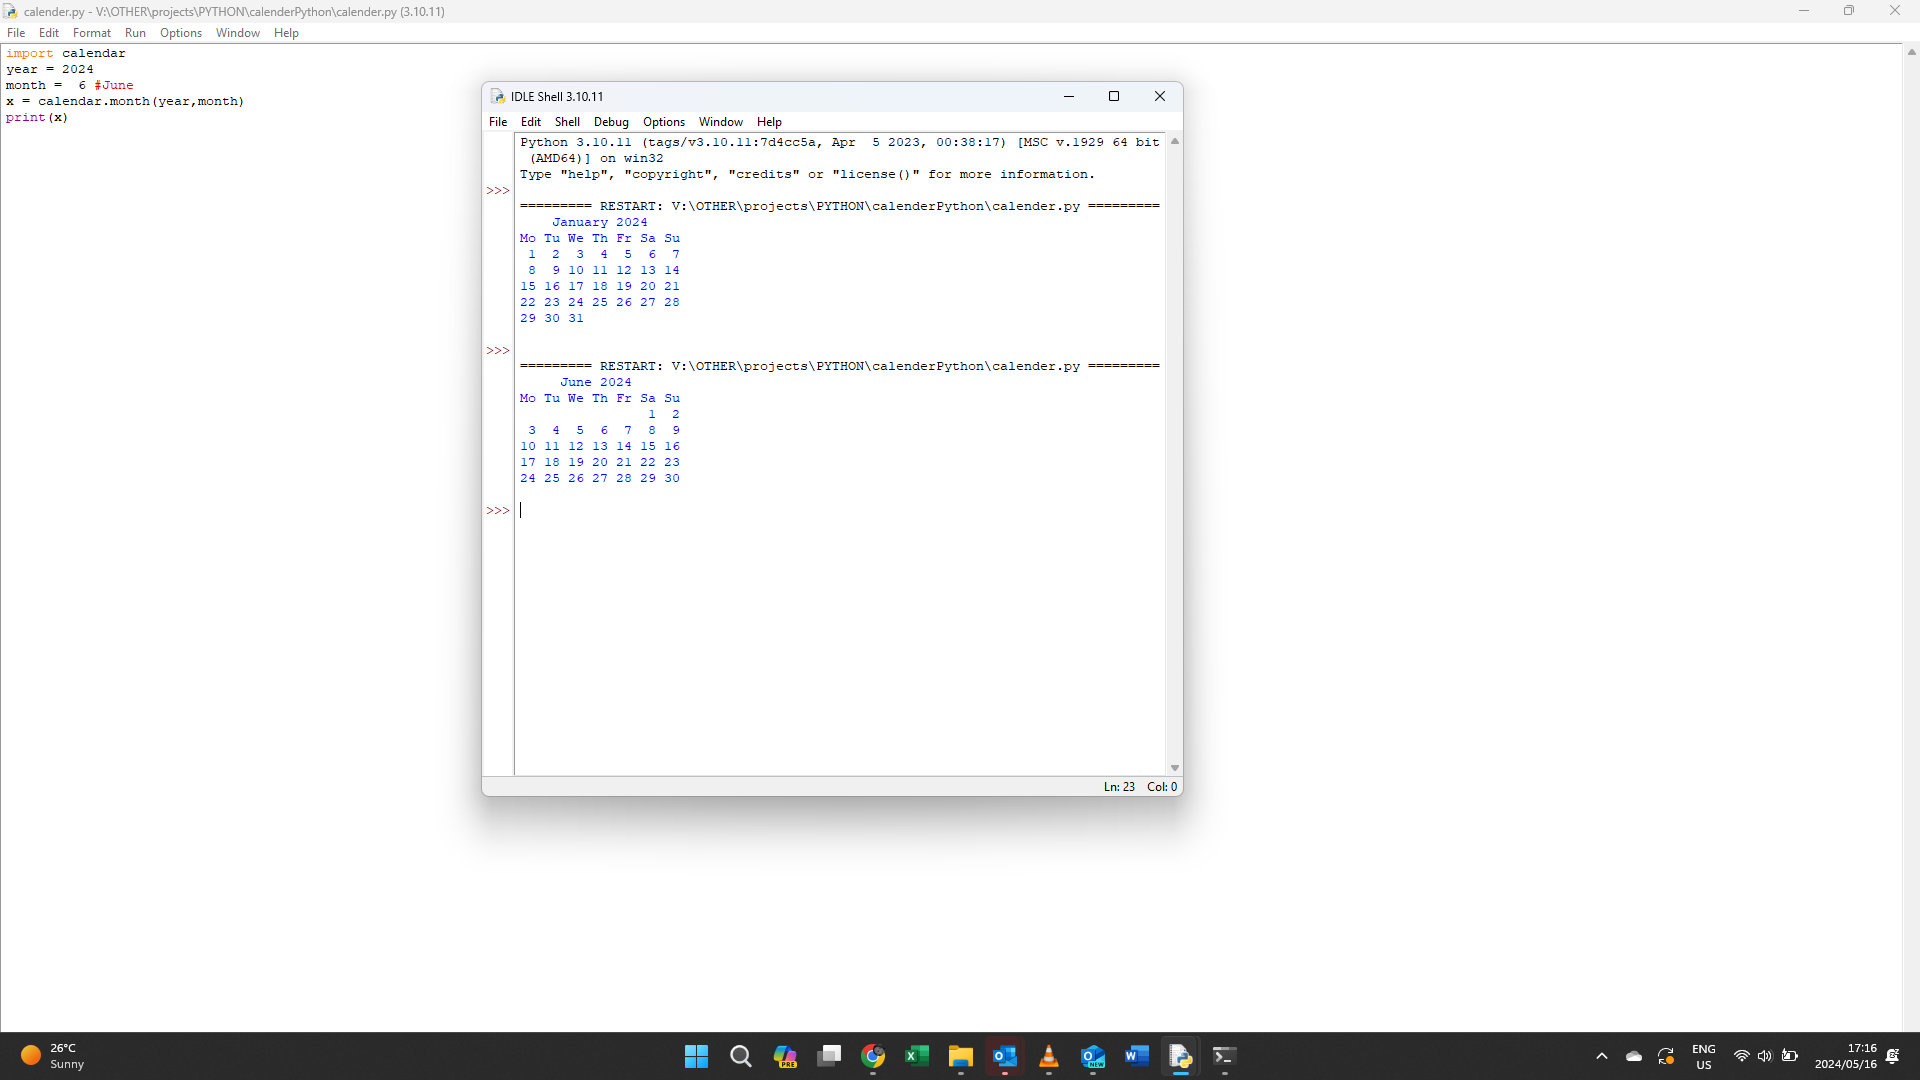 calender.py - V:\OTHER\projects\PYTHON\calenderPython\calender.py (3.10.11)
File Edit Format Run Options Window Help
import calendar
year = 2024
month =  6 #June
x = calendar.month(year,month)
print(x)
IDLE Shell 3.10.11
File Edit Shell Debug Options Window Help
Python 3.10.11 (tags/v3.10.11:7d4cc5a, Apr  5 2023, 00:38:17) [MSC v.1929 64 bit
(AMD64)] on win32
Type "help", "copyright", "credits" or "license()" for more information.
>>>
========= RESTART: V:\OTHER\projects\PYTHON\calenderPython\calender.py =========
    January 2024
Mo Tu We Th Fr Sa Su
 1  2  3  4  5  6  7
 8  9 10 11 12 13 14
15 16 17 18 19 20 21
22 23 24 25 26 27 28
29 30 31
>>>
========= RESTART: V:\OTHER\projects\PYTHON\calenderPython\calender.py =========
     June 2024
Mo Tu We Th Fr Sa Su
                1  2
 3  4  5  6  7  8  9
10 11 12 13 14 15 16
17 18 19 20 21 22 23
24 25 26 27 28 29 30
>>>
Ln: 23 Col: 0
26°C
Sunny
PRE
NEW
ENG
US
17:16
2024/05/16